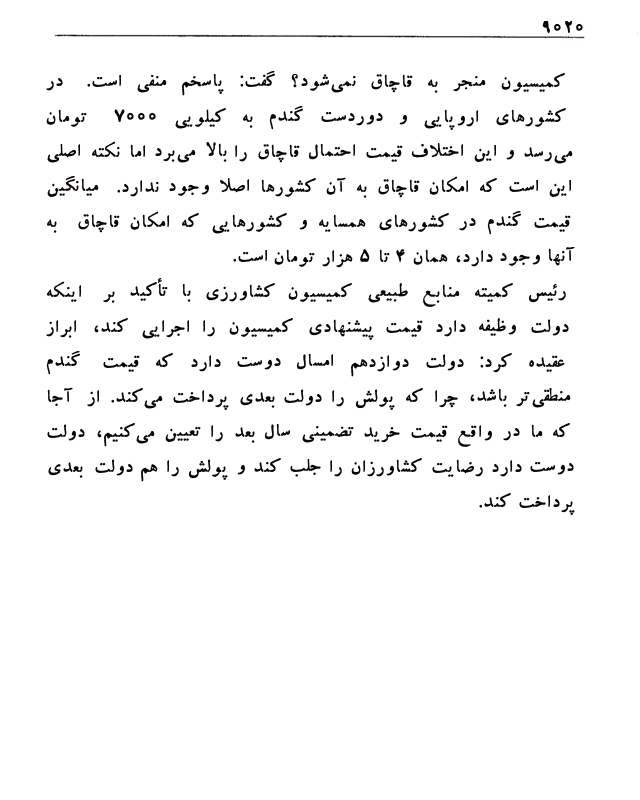 ۹۰۲۰
کمیسیون منجر به قاچاق نمی‌شود؟ گفت: پاسخم منفی است. در
کشورهای اروپایی و دوردست گندم به کیلویی ۷۰۰۰ تومان
می‌رسد و این اختلاف قیمت احتمال قاچاق را بالا می‌برد اما نکته اصلی
این است که امکان قاچاق به آن کشورها اصلا وجود ندارد. میانگین
قیمت گندم در کشورهای همسایه و کشورهایی که امکان قاچاق به
آنها وجود دارد، همان ۴ تا ۵ هزار تومان است.
رئیس کمیته منابع طبیعی کمیسیون کشاورزی با تأکید بر اینکه
دولت وظیفه دارد قیمت پیشنهادی کمیسیون را اجرایی کند، ابراز
عقیده کرد: دولت دوازدهم امسال دوست دارد که قیمت گندم
منطقی‌تر باشد، چرا که پولش را دولت بعدی پرداخت می‌کند. از آجا
که ما در واقع قیمت خرید تضمینی سال بعد را تعیین می‌کنیم، دولت
دوست دارد رضایت کشاورزان را جلب کند و پولش را هم دولت بعدی
پرداخت کند.